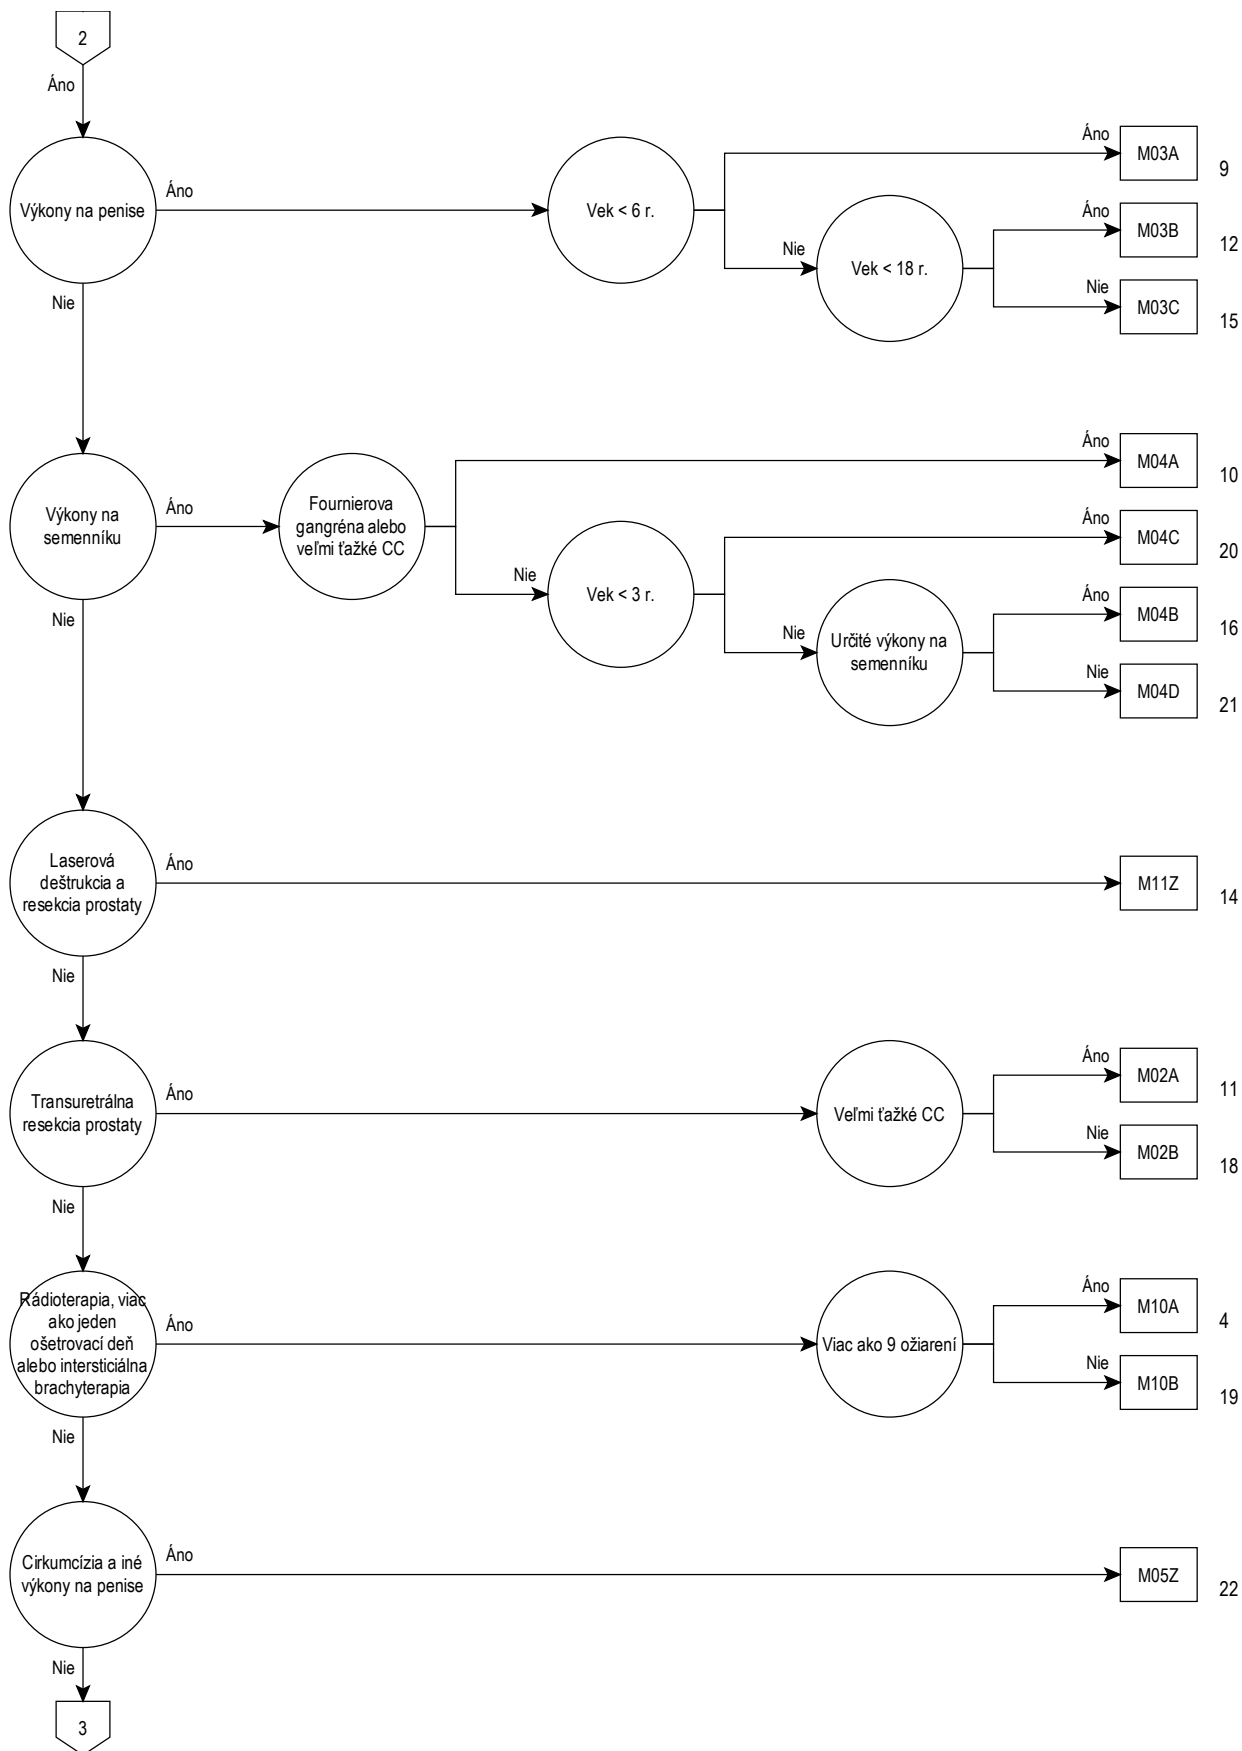 2
Áno
Výkony na penise
Áno
Vek < 6 r.
Áno
M03A
9
Nie
Vek < 18 r.
Áno
M03B
12
Nie
M03C
15
Nie
Výkony na
semenníku
Áno
Fournierova
gangréna alebo
veľmi ťažké CC
Áno
M04A
10
Nie
Vek < 3 r.
Áno
M04C
20
Nie
Určité výkony na
semenníku
Áno
M04B
16
Nie
M04D
21
Nie
Laserová
deštrukcia a
resekcia prostaty
Áno
M11Z
14
Nie
Transuretrálna
resekcia prostaty
Áno
Veľmi ťažké CC
Áno
M02A
11
Nie
M02B
18
Nie
Rádioterapia, viac
ako jeden
ošetrovací deň
alebo intersticiálna
brachyterapia
Áno
Viac ako 9 ožiarení
Áno
M10A
4
Nie
M10B
19
Nie
Cirkumcízia a iné
výkony na penise
Áno
M05Z
22
Nie
3